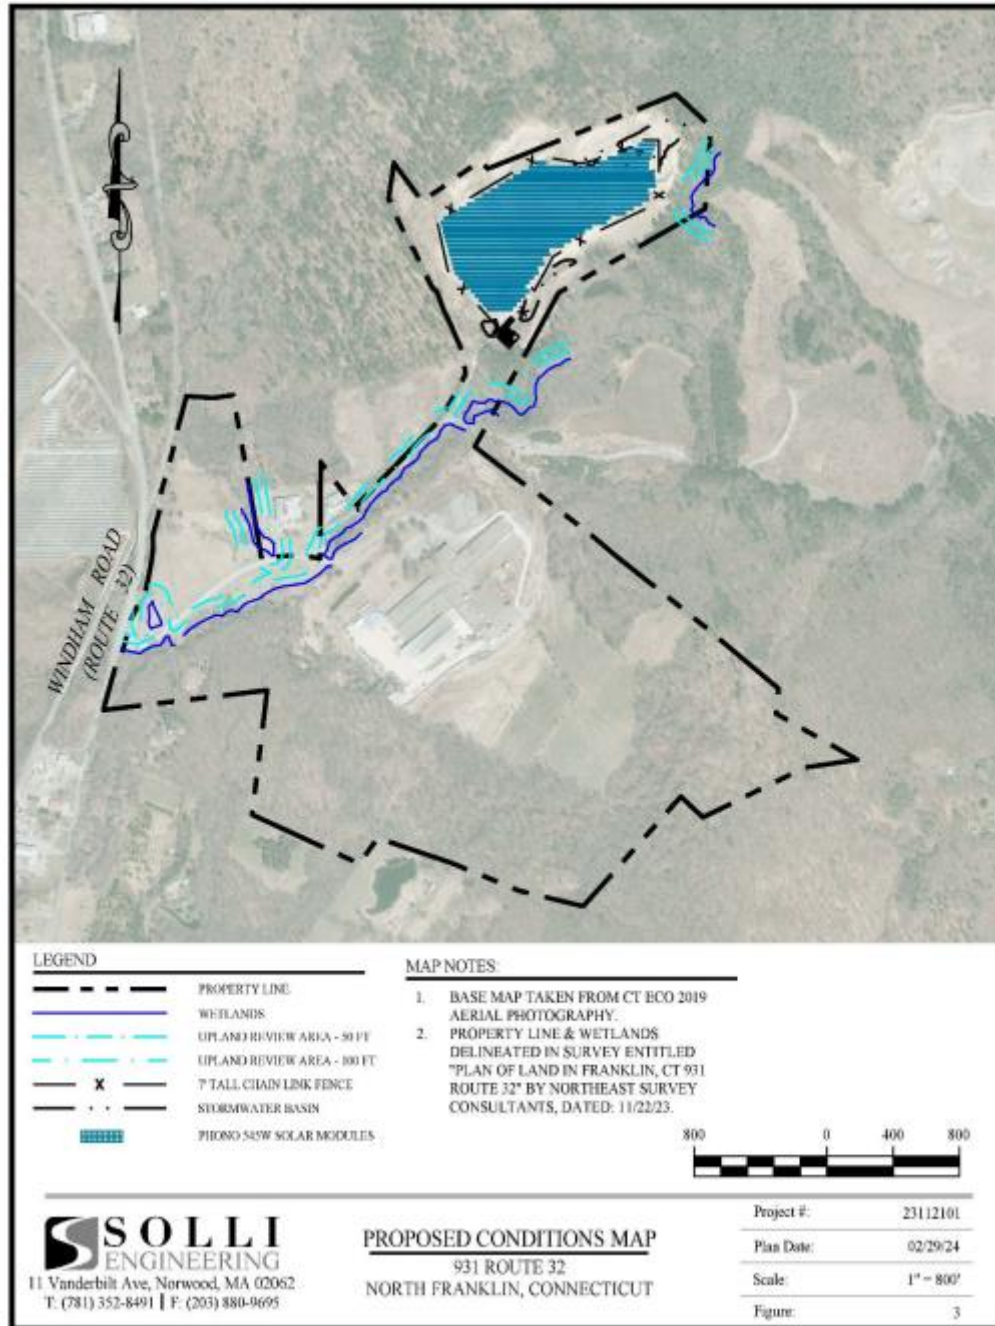 WINDHAM ROAD
(ROUTE 32)
LEGEND
PROPERTY LINE
WETLANDS
UPLAND REVIEW AREA - 50 FT
UPLAND REVIEW AREA - 100 FT
X 7' TALL CHAIN LINK FENCE
STORMWATER BASIN
PHONO 545W SOLAR MODULES
MAP NOTES:
1. BASE MAP TAKEN FROM CT ECO 2019
AERIAL PHOTOGRAPHY.
2. PROPERTY LINE & WETLANDS
DELINEATED IN SURVEY ENTITLED
"PLAN OF LAND IN FRANKLIN, CT 931
ROUTE 32" BY NORTHEAST SURVEY
CONSULTANTS, DATED: 11/22/23.
800 0 400 800
SOLLI
ENGINEERING
11 Vanderbilt Ave, Norwood, MA 02062
T: (781) 352-8491 | F: (203) 880-9695
PROPOSED CONDITIONS MAP
931 ROUTE 32
NORTH FRANKLIN, CONNECTICUT
Project #: 23112101
Plan Date: 02/29/24
Scale: 1" = 800'
Figure: 3